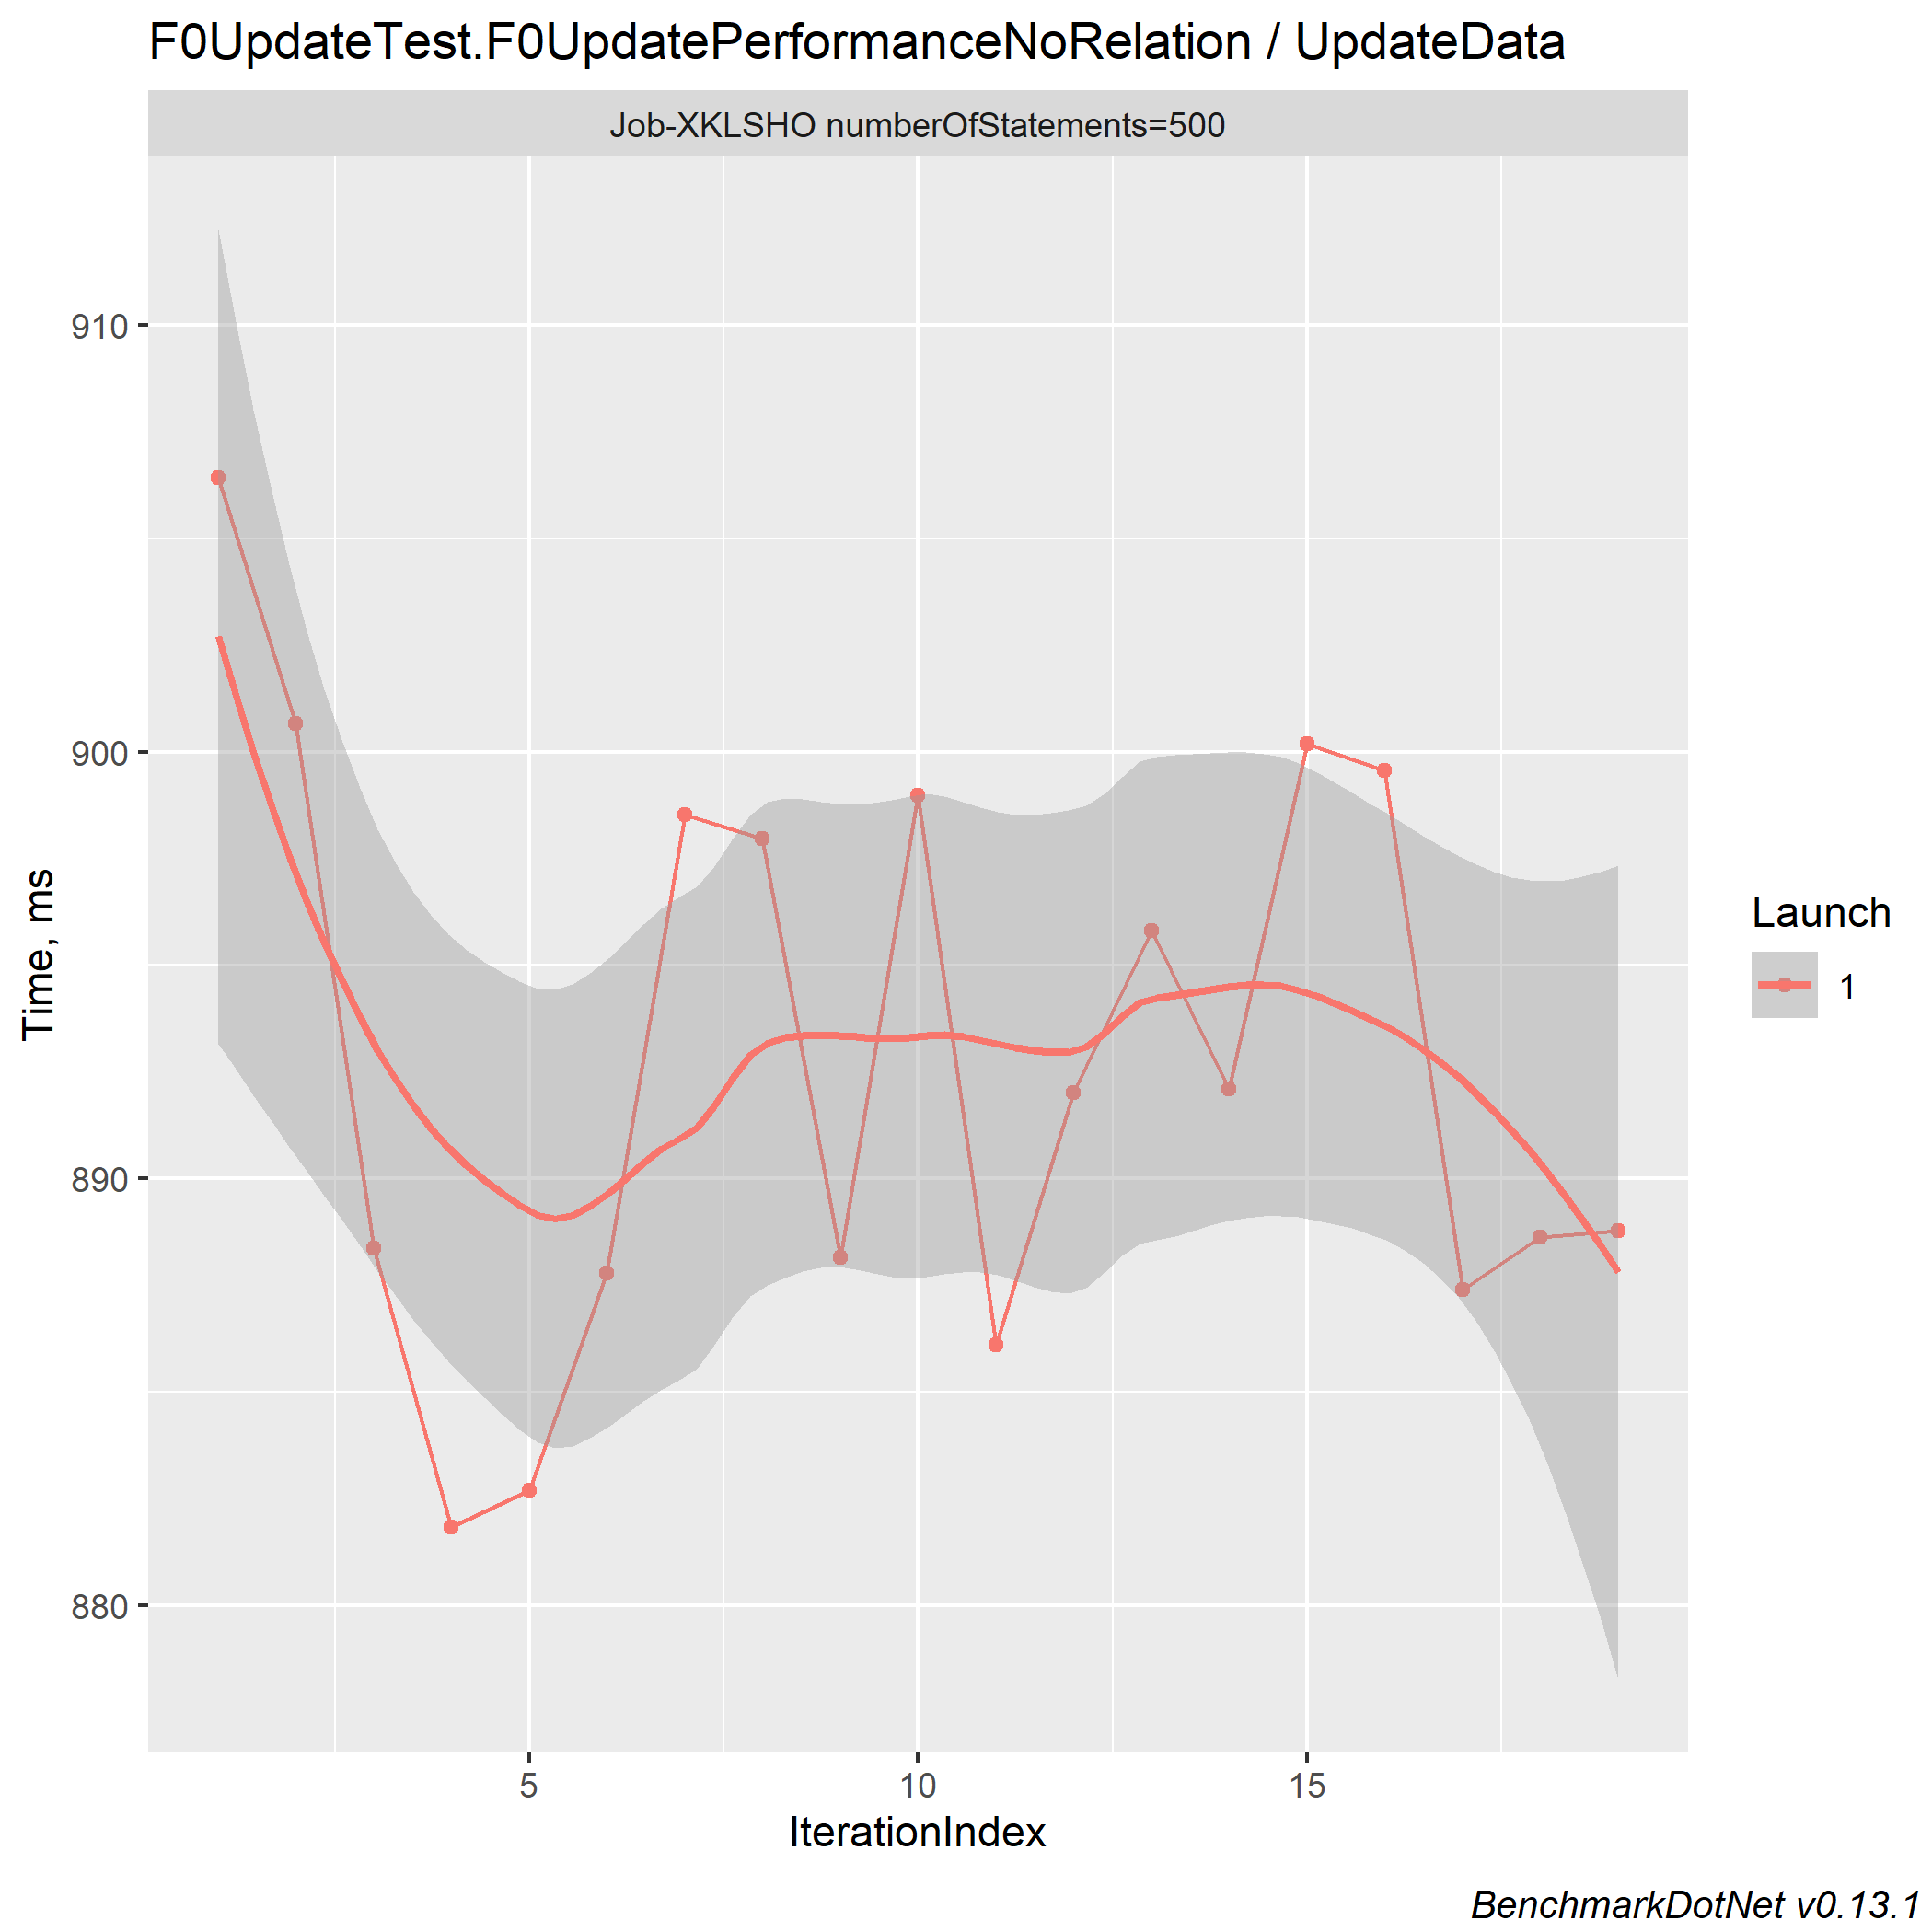 F0UpdateTest.F0UpdatePerformanceNoRelation / UpdateData
Job-XKLSHO numberOfStatements=500
910
900
890
880
Time, ms
5 10 15
IterationIndex
Launch
1
BenchmarkDotNet v0.13.1